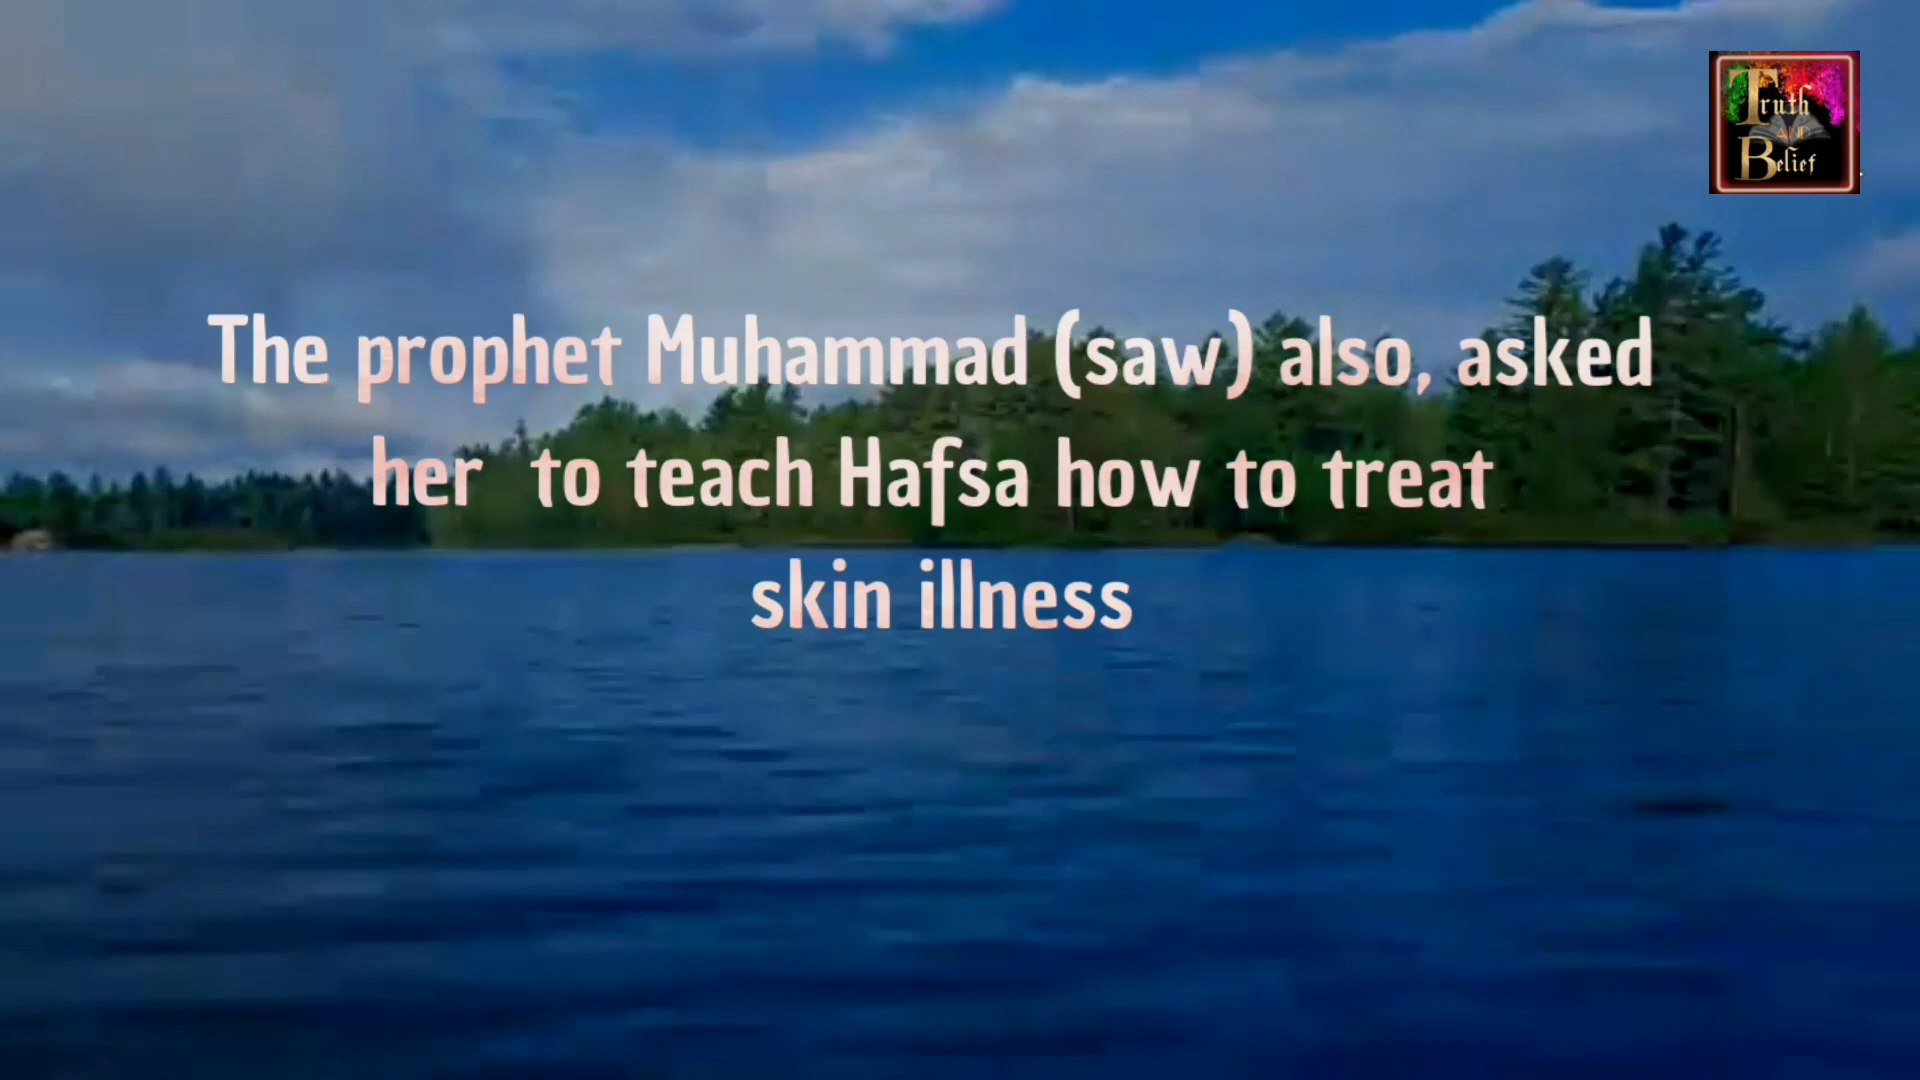 Truth
AND
Belief
The prophet Muhammad (saw) also, asked
her to teach Hafsa how to treat
skin illness